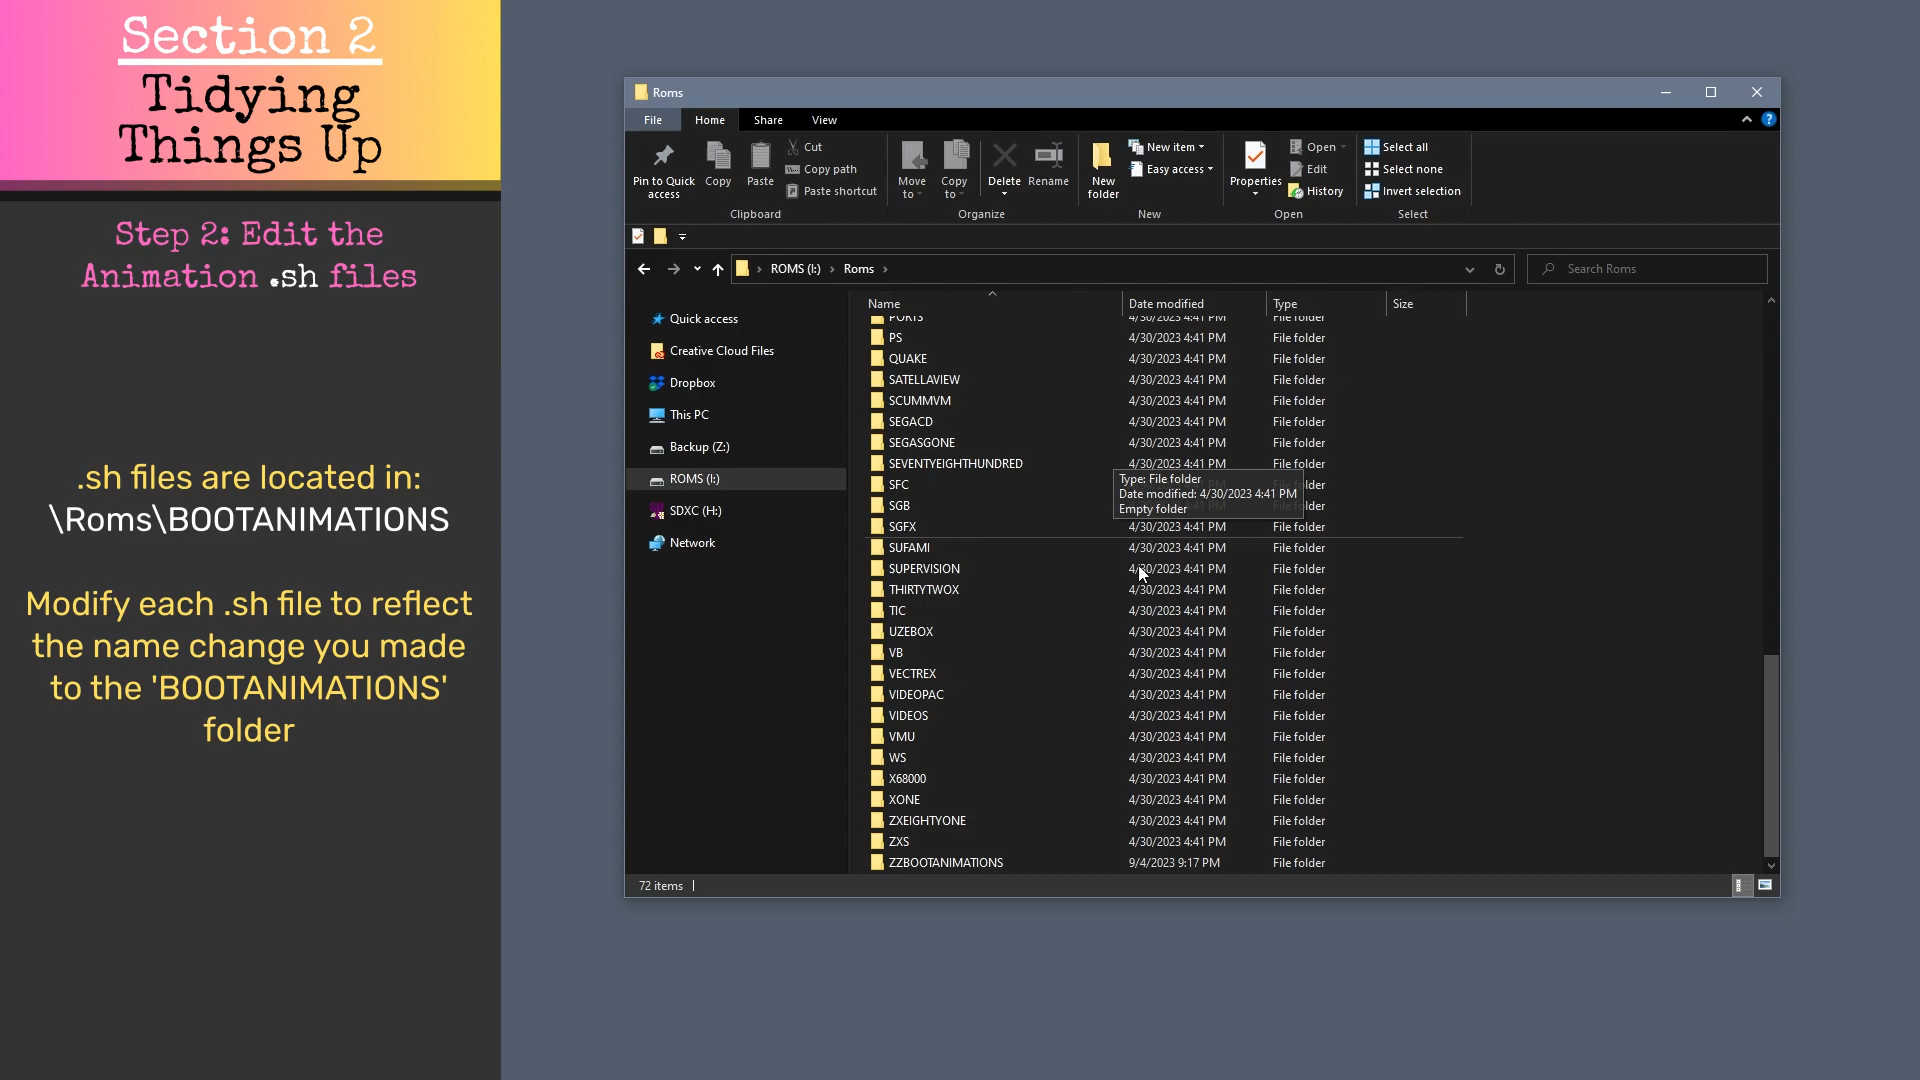 Section 2
Tidying
Things Up
Step 2: Edit the
Animation .sh files
.sh files are located in:
\Roms\BOOTANIMATIONS
Modify each .sh file to reflect
the name change you made
to the 'BOOTANIMATIONS'
folder
Roms
File Home Share View
Pin to Quick access
Copy
Paste
Cut
Copy path
Paste shortcut
Clipboard
Move to
Copy to
Delete
Rename
Organize
New folder
New item
Easy access
New
Properties
Open
Edit
History
Open
Select all
Select none
Invert selection
Select
ROMS (I:) › Roms ›
Search Roms
Quick access
Creative Cloud Files
Dropbox
This PC
Backup (Z:)
ROMS (I:)
SDXC (H:)
Network
Name Date modified Type Size
PORTS 4/30/2023 4:41 PM File folder
PS 4/30/2023 4:41 PM File folder
QUAKE 4/30/2023 4:41 PM File folder
SATELLAVIEW 4/30/2023 4:41 PM File folder
SCUMMVM 4/30/2023 4:41 PM File folder
SEGACD 4/30/2023 4:41 PM File folder
SEGASGONE 4/30/2023 4:41 PM File folder
SEVENTYEIGHTHUNDRED 4/30/2023 4:41 PM File folder
SFC
SGB
Type: File folder
Date modified: 4/30/2023 4:41 PM
Empty folder
SGFX 4/30/2023 4:41 PM File folder
SUFAMI 4/30/2023 4:41 PM File folder
SUPERVISION 4/30/2023 4:41 PM File folder
THIRTYTWOX 4/30/2023 4:41 PM File folder
TIC 4/30/2023 4:41 PM File folder
UZEBOX 4/30/2023 4:41 PM File folder
VB 4/30/2023 4:41 PM File folder
VECTREX 4/30/2023 4:41 PM File folder
VIDEOPAC 4/30/2023 4:41 PM File folder
VIDEOS 4/30/2023 4:41 PM File folder
VMU 4/30/2023 4:41 PM File folder
WS 4/30/2023 4:41 PM File folder
X68000 4/30/2023 4:41 PM File folder
XONE 4/30/2023 4:41 PM File folder
ZXEIGHTYONE 4/30/2023 4:41 PM File folder
ZXS 4/30/2023 4:41 PM File folder
ZZBOOTANIMATIONS 9/4/2023 9:17 PM File folder
72 items